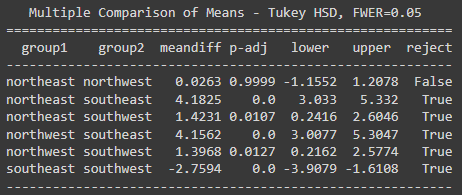 Multiple Comparison of Means - Tukey HSD, FWER=0.05
==========================================================
group1 group2 meandiff p-adj lower upper reject
----------------------------------------------------------
northeast northwest 0.0263 0.9999 -1.1552 1.2078 False
northeast southeast 4.1825 0.0 3.033 5.332 True
northeast southwest 1.4231 0.0107 0.2416 2.6046 True
northwest southeast 4.1562 0.0 3.0077 5.3047 True
northwest southwest 1.3968 0.0127 0.2162 2.5774 True
southeast southwest -2.7594 0.0 -3.9079 -1.6108 True
----------------------------------------------------------